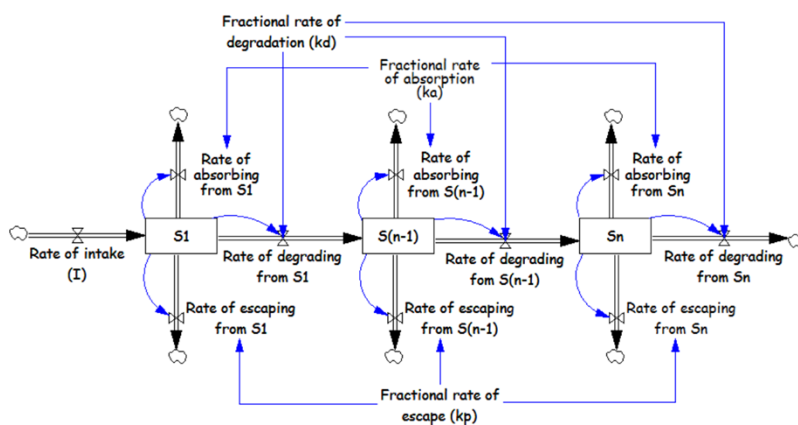 Fractional rate of
degradation (kd)
Fractional rate
of absorption
(ka)
Rate of
absorbing
from S1
Rate of
absorbing
from S(n-1)
Rate of
absorbing
from Sn
S1
S(n-1)
Sn
Rate of intake
(I)
Rate of degrading
from S1
Rate of degrading
fom S(n-1)
Rate of degrading
from Sn
Rate of escaping
from S1
Rate of escaping
from S(n-1)
Rate of escaping
from Sn
Fractional rate of
escape (kp)